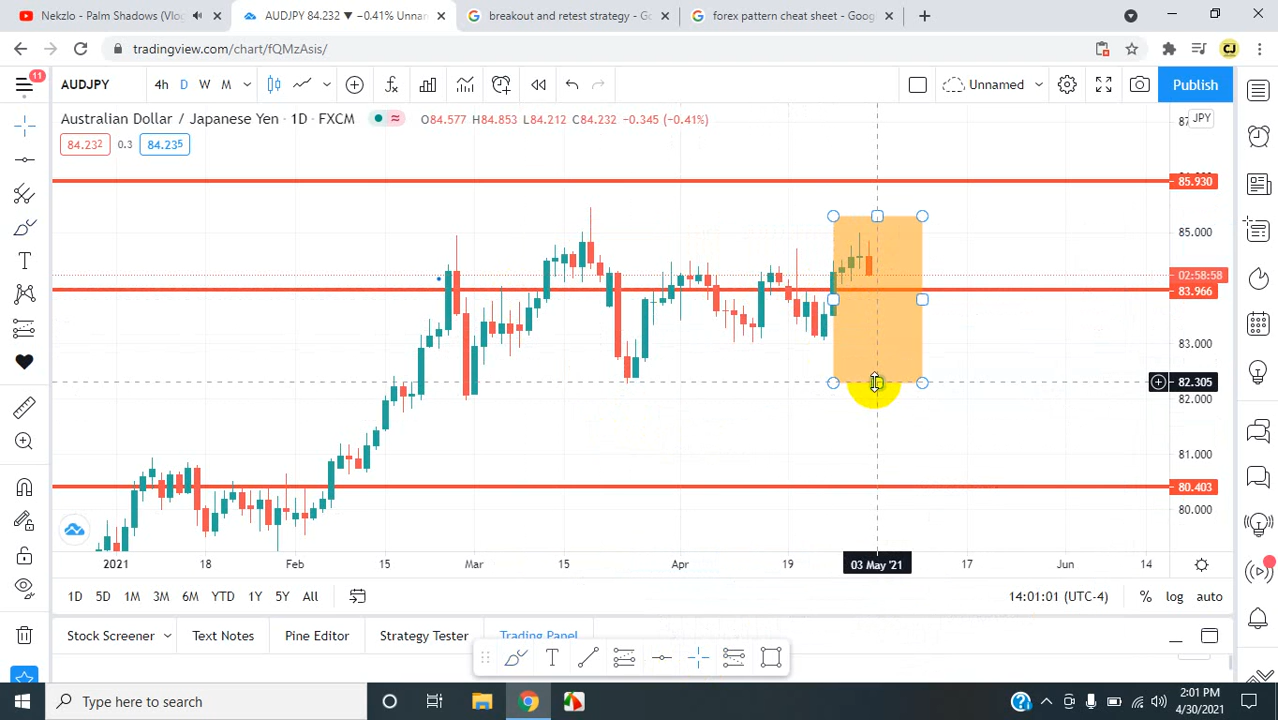 Nekzlo - Palm Shadows (Vlog
AUDJPY 84.232 ▼ −0.41% Unnam
breakout and retest strategy - Go
forex pattern cheat sheet - Goog
tradingview.com/chart/fQMzAsis/
CJ
11
AUDJPY
4h D W M
Unnamed
Publish
Australian Dollar / Japanese Yen · 1D · FXCM
O84.577 H84.853 L84.212 C84.232 −0.345 (−0.41%)
JPY
84.232 0.3 84.235
85.930
85.000
02:58:58
83.966
83.000
82.305
82.000
81.000
80.403
80.000
2021 18 Feb 15 Mar 15 Apr 19 03 May '21 17 Jun 14
1D 5D 1M 3M 6M YTD 1Y 5Y All
14:01:01 (UTC-4) % log auto
Stock Screener Text Notes Pine Editor Strategy Tester Trading Panel
Type here to search
2:01 PM
4/30/2021